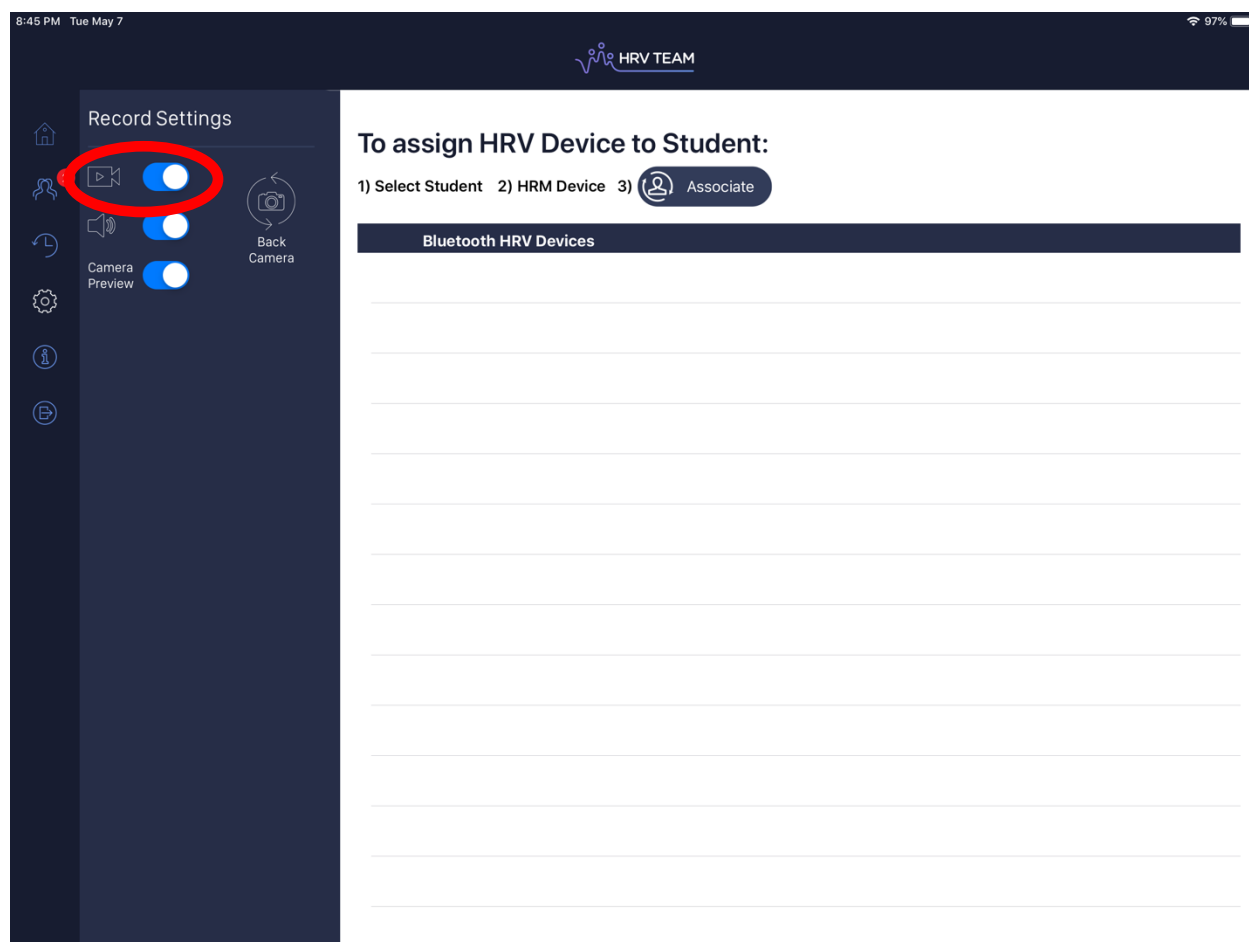 8:45 PM Tue May 7
97%
HRV TEAM
Record Settings
Back
Camera
Camera
Preview
To assign HRV Device to Student:
1) Select Student 2) HRM Device 3) Associate
Bluetooth HRV Devices